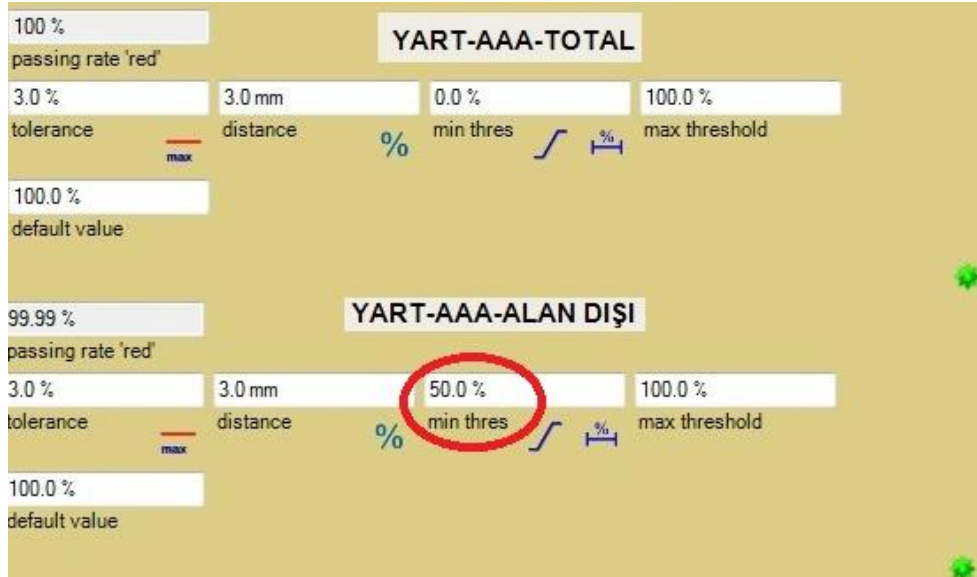 100 %
passing rate 'red'
YART-AAA-TOTAL
3.0 % 3.0 mm 0.0 % 100.0 %
tolerance distance min thres max threshold
max % %
100.0 %
default value
99.99 %
passing rate 'red'
YART-AAA-ALAN DIŞI
3.0 % 3.0 mm 50.0 % 100.0 %
tolerance distance min thres max threshold
max % %
100.0 %
default value